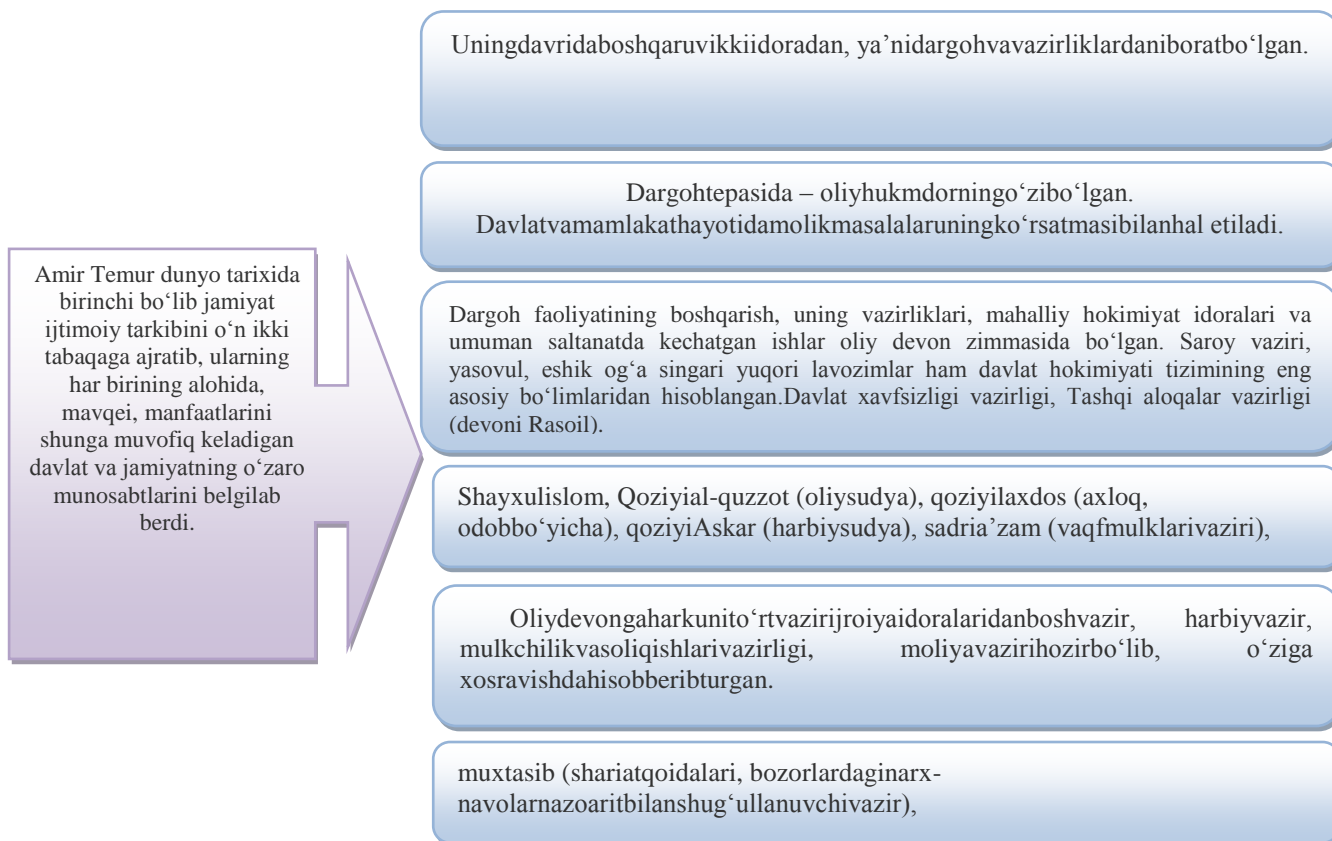 Amir Temur dunyo tarixida
birinchi bo‘lib jamiyat
ijtimoiy tarkibini o‘n ikki
tabaqaga ajratib, ularning
har birining alohida,
mavqei, manfaatlarini
shunga muvofiq keladigan
davlat va jamiyatning o‘zaro
munosabtlarini belgilab
berdi.
Uningdavridaboshqaruvikkiidoradan, ya’nidargohvavazirliklardaniboratbo‘lgan.
Dargohtepasida – oliyhukmdorningo‘zibo‘lgan.
Davlatvamamlakathayotidamolikmasalalaruningko‘rsatmasibilanhal etiladi.
Dargoh faoliyatining boshqarish, uning vazirliklari, mahalliy hokimiyat idoralari va
umuman saltanatda kechatgan ishlar oliy devon zimmasida bo‘lgan. Saroy vaziri,
yasovul, eshik og‘a singari yuqori lavozimlar ham davlat hokimiyati tizimining eng
asosiy bo‘limlaridan hisoblangan.Davlat xavfsizligi vazirligi, Tashqi aloqalar vazirligi
(devoni Rasoil).
Shayxulislom, Qoziyial-quzzot (oliysudya), qoziyilaxdos (axloq,
odobbo‘yicha), qoziyiAskar (harbiysudya), sadria’zam (vaqfmulklarivaziri),
Oliydevongaharkunito‘rtvazirijroiyaidoralaridanboshvazir, harbiyvazir,
mulkchilikvasoliqishlarivazirligi, moliyavazirihozirbo‘lib, o‘ziga
xosravishdahisobberibturgan.
muxtasib (shariatqoidalari, bozorlardaginarx-
navolarnazoaritbilanshug‘ullanuvchivazir),